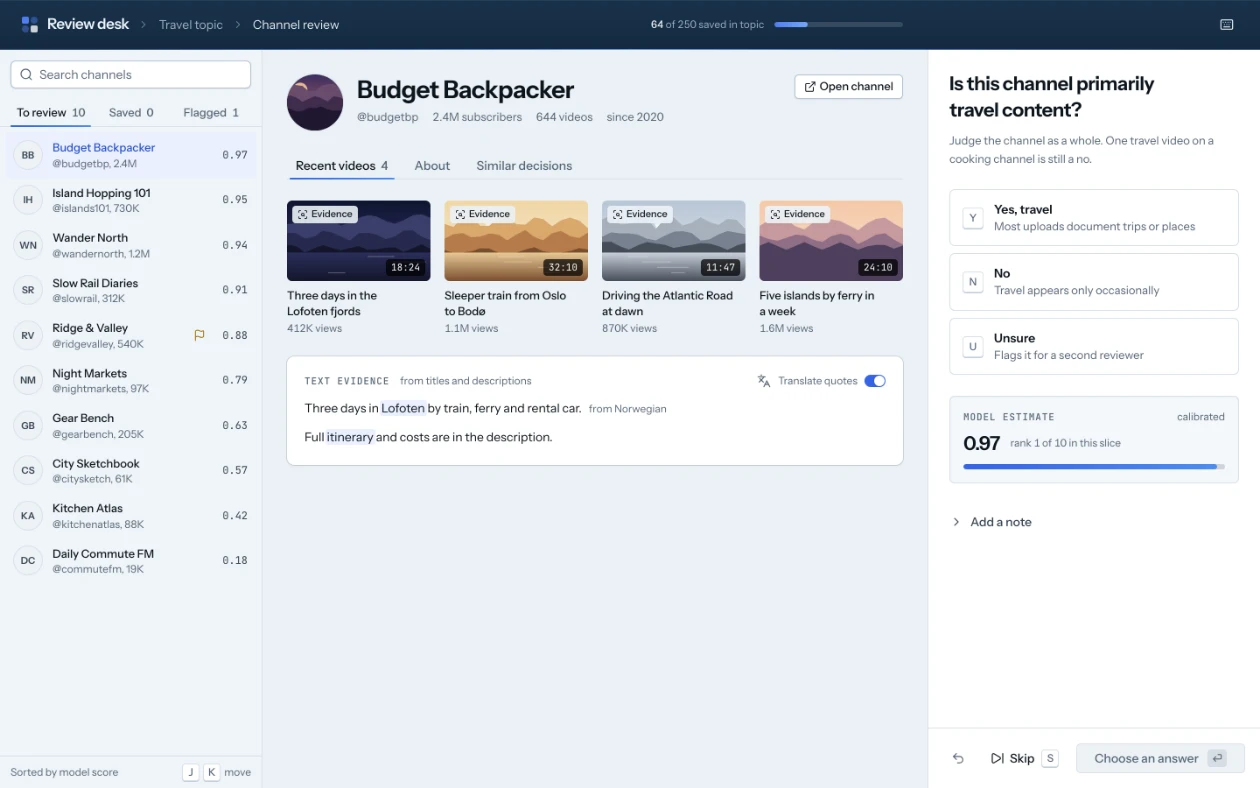 Review desk > Travel topic > Channel review
64 of 250 saved in topic
Search channels
To review 10 Saved 0 Flagged 1
BB Budget Backpacker 0.97
@budgetbp, 2.4M
IH Island Hopping 101 0.95
@islands101, 730K
WN Wander North 0.94
@wandernorth, 1.2M
SR Slow Rail Diaries 0.91
@slowrail, 312K
RV Ridge & Valley 0.88
@ridgevalley, 540K
NM Night Markets 0.79
@nightmarkets, 97K
GB Gear Bench 0.63
@gearbench, 205K
CS City Sketchbook 0.57
@citysketch, 61K
KA Kitchen Atlas 0.42
@kitchenatlas, 88K
DC Daily Commute FM 0.18
@commutefm, 19K
Sorted by model score J K move
Budget Backpacker
@budgetbp 2.4M subscribers 644 videos since 2020
Open channel
Recent videos 4 About Similar decisions
Evidence
18:24
Three days in the
Lofoten fjords
412K views
Evidence
32:10
Sleeper train from Oslo
to Bodø
1.1M views
Evidence
11:47
Driving the Atlantic Road
at dawn
870K views
Evidence
24:10
Five islands by ferry in
a week
1.6M views
TEXT EVIDENCE from titles and descriptions Translate quotes
Three days in Lofoten by train, ferry and rental car. from Norwegian
Full itinerary and costs are in the description.
Is this channel primarily
travel content?
Judge the channel as a whole. One travel video on a
cooking channel is still a no.
Y Yes, travel
Most uploads document trips or places
N No
Travel appears only occasionally
U Unsure
Flags it for a second reviewer
MODEL ESTIMATE calibrated
0.97 rank 1 of 10 in this slice
Add a note
Skip S Choose an answer